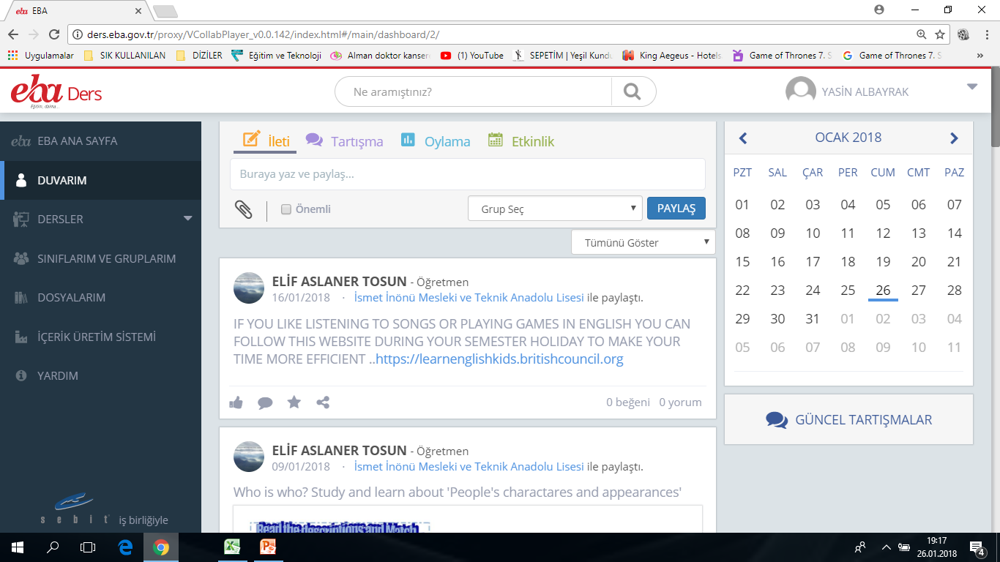 EBA
ders.eba.gov.tr/proxy/VCollabPlayer_v0.0.142/index.html#/main/dashboard/2/
Uygulamalar
SIK KULLANILAN
DİZİLER
Eğitim ve Teknoloji
Alman doktor kanser
(1) YouTube
SEPETİM | Yeşil Kund
King Aegeus - Hotels
Game of Thrones 7. S
Game of Thrones 7. S
eba Ders
Eğitim, daima...
Ne aramıştınız?
YASİN ALBAYRAK
eba EBA ANA SAYFA
DUVARIM
DERSLER
SINIFLARIM VE GRUPLARIM
DOSYALARIM
İÇERİK ÜRETİM SİSTEMİ
YARDIM
sebit iş birliğiyle
İleti
Tartışma
Oylama
Etkinlik
Buraya yaz ve paylaş...
Önemli
Grup Seç
PAYLAŞ
Tümünü Göster
ELİF ASLANER TOSUN - Öğretmen
16/01/2018 · İsmet İnönü Mesleki ve Teknik Anadolu Lisesi ile paylaştı.
IF YOU LIKE LISTENING TO SONGS OR PLAYING GAMES IN ENGLISH YOU CAN
FOLLOW THIS WEBSITE DURING YOUR SEMESTER HOLIDAY TO MAKE YOUR
TIME MORE EFFICIENT ..https://learnenglishkids.britishcouncil.org
0 beğeni 0 yorum
ELİF ASLANER TOSUN - Öğretmen
09/01/2018 · İsmet İnönü Mesleki ve Teknik Anadolu Lisesi ile paylaştı.
Who is who? Study and learn about 'People's charactares and appearances'
Read the descriptions and Match
OCAK 2018
PZT SAL ÇAR PER CUM CMT PAZ
01 02 03 04 05 06 07
08 09 10 11 12 13 14
15 16 17 18 19 20 21
22 23 24 25 26 27 28
29 30 31 01 02 03 04
05 06 07 08 09 10 11
GÜNCEL TARTIŞMALAR
19:17
26.01.2018
4